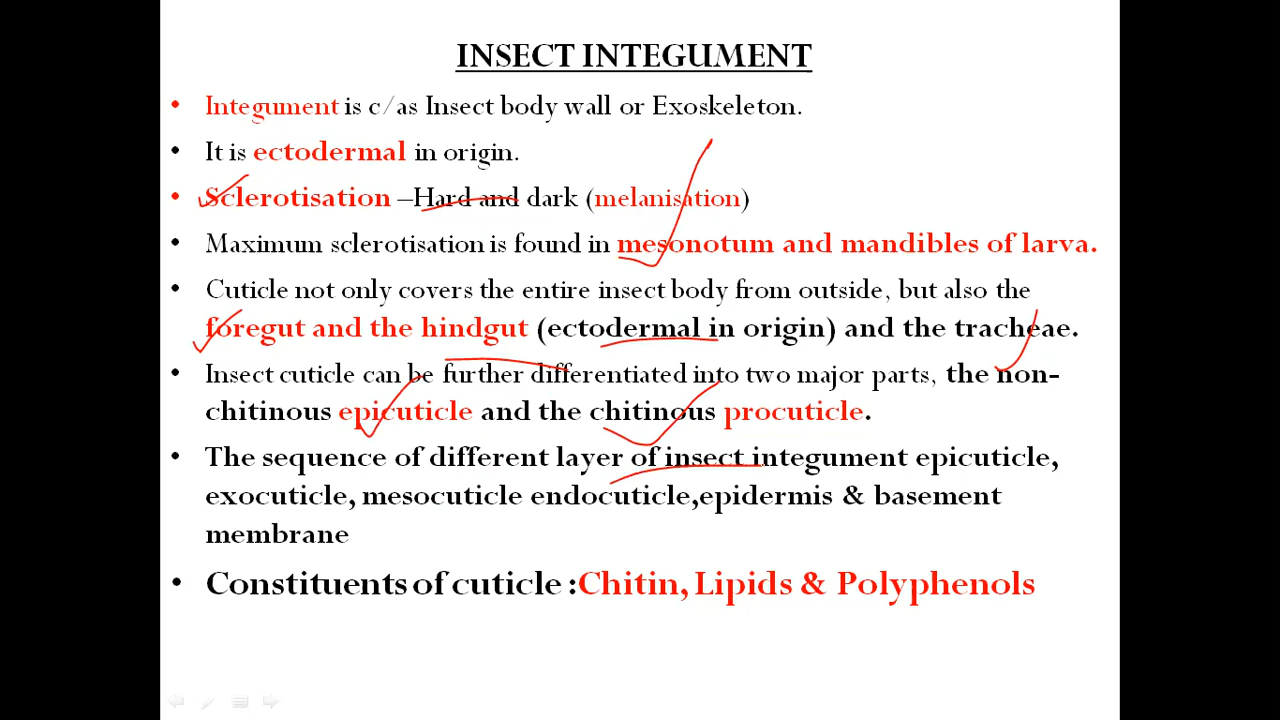 INSECT INTEGUMENT
• Integument is c/as Insect body wall or Exoskeleton.
• It is ectodermal in origin.
• Sclerotisation –Hard and dark (melanisation)
• Maximum sclerotisation is found in mesonotum and mandibles of larva.
• Cuticle not only covers the entire insect body from outside, but also the
foregut and the hindgut (ectodermal in origin) and the tracheae.
• Insect cuticle can be further differentiated into two major parts, the non-
chitinous epicuticle and the chitinous procuticle.
• The sequence of different layer of insect integument epicuticle,
exocuticle, mesocuticle endocuticle,epidermis & basement
membrane
• Constituents of cuticle :Chitin, Lipids & Polyphenols